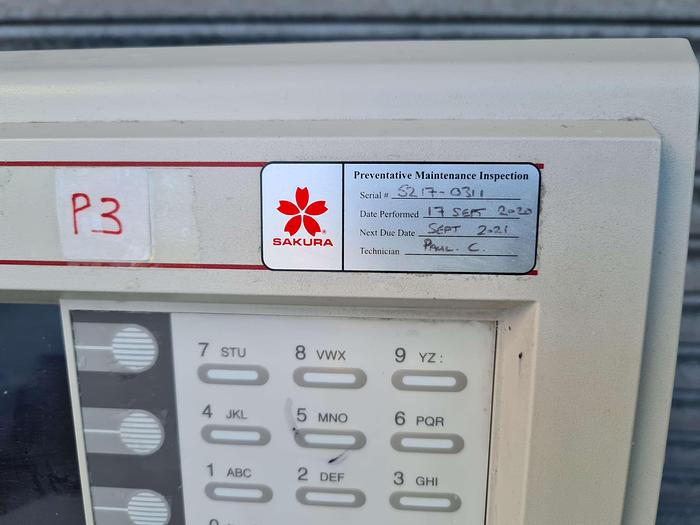 P3
SAKURA®
Preventative Maintenance Inspection
Serial # 5217-0311
Date Performed 17 SEPT 2020
Next Due Date SEPT 2021
Technician PAUL. C.
7 STU 8 VWX 9 YZ:
4 JKL 5 MNO 6 PQR
1 ABC 2 DEF 3 GHI